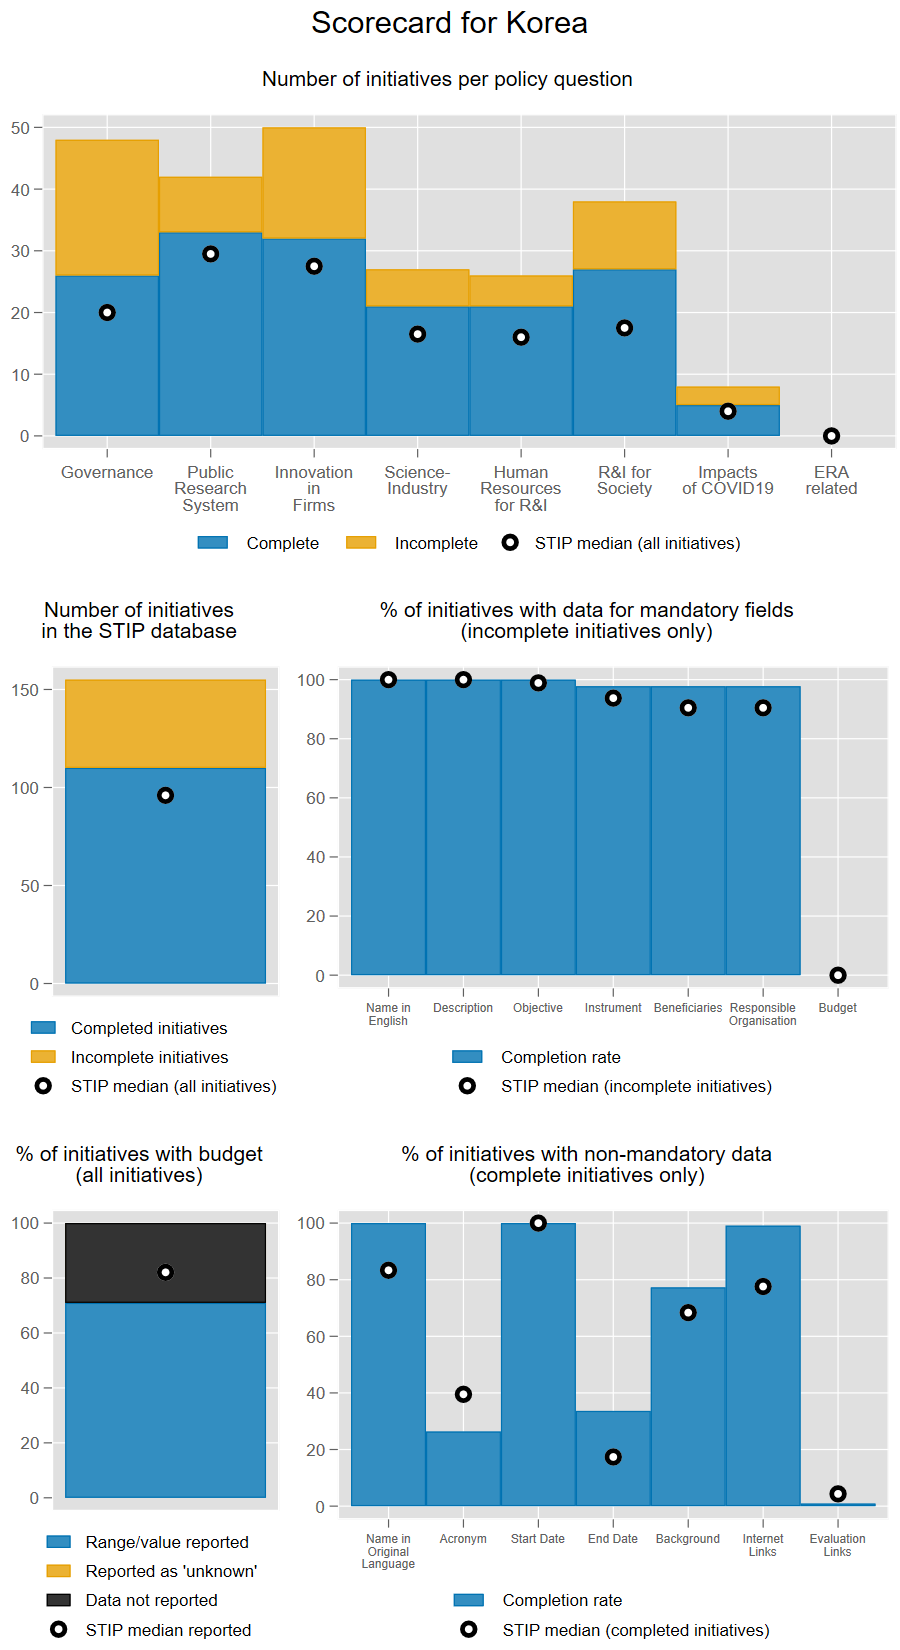 Scorecard for Korea
Number of initiatives per policy question
50
40
30
20
10
0
Governance
Public
Research
System
Innovation
in
Firms
Science-
Industry
Human
Resources
for R&I
R&I for
Society
Impacts
of COVID19
ERA
related
Complete
Incomplete
STIP median (all initiatives)
Number of initiatives
in the STIP database
150
100
50
0
Completed initiatives
Incomplete initiatives
STIP median (all initiatives)
% of initiatives with data for mandatory fields
(incomplete initiatives only)
100
80
60
40
20
0
Name in
English
Description
Objective
Instrument
Beneficiaries
Responsible
Organisation
Budget
Completion rate
STIP median (incomplete initiatives)
% of initiatives with budget
(all initiatives)
100
80
60
40
20
0
Range/value reported
Reported as 'unknown'
Data not reported
STIP median reported
% of initiatives with non-mandatory data
(complete initiatives only)
100
80
60
40
20
0
Name in
Original
Language
Acronym
Start Date
End Date
Background
Internet
Links
Evaluation
Links
Completion rate
STIP median (completed initiatives)